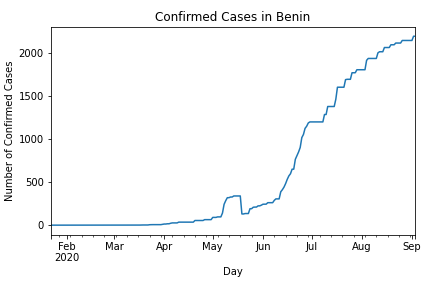 Confirmed Cases in Benin
Number of Confirmed Cases
2000
1500
1000
500
0
Feb Mar Apr May Jun Jul Aug Sep
2020
Day